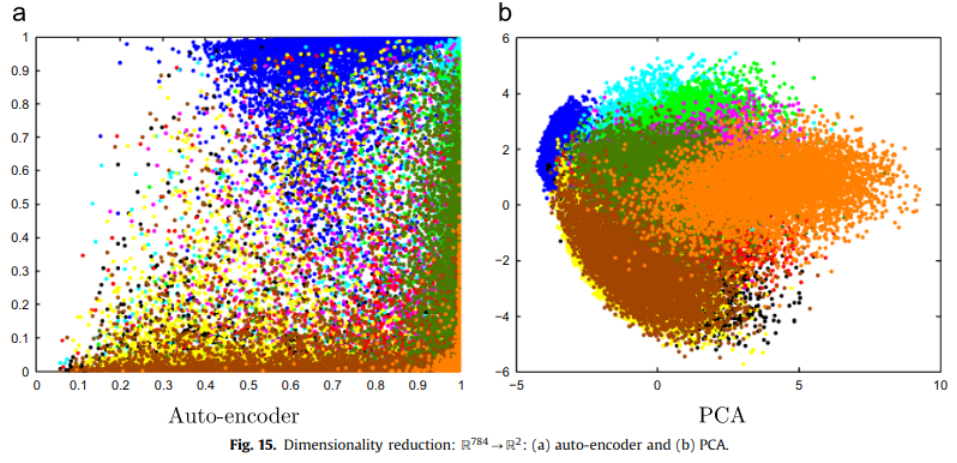 a
b
1
0.9
0.8
0.7
0.6
0.5
0.4
0.3
0.2
0.1
0
0 0.1 0.2 0.3 0.4 0.5 0.6 0.7 0.8 0.9 1
6
4
2
0
−2
−4
−6
−5 0 5 10
Auto-encoder
PCA
Fig. 15. Dimensionality reduction: ℝ⁷⁸⁴→ℝ²: (a) auto-encoder and (b) PCA.